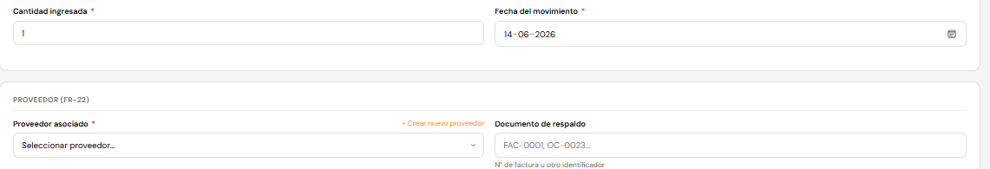 Cantidad ingresada *
Fecha del movimiento *
1
14-06-2026
PROVEEDOR (FR-22)
Proveedor asociado *
+ Crear nuevo proveedor
Documento de respaldo
Seleccionar proveedor...
FAC-0001, OC-0023...
N° de factura u otro identificador